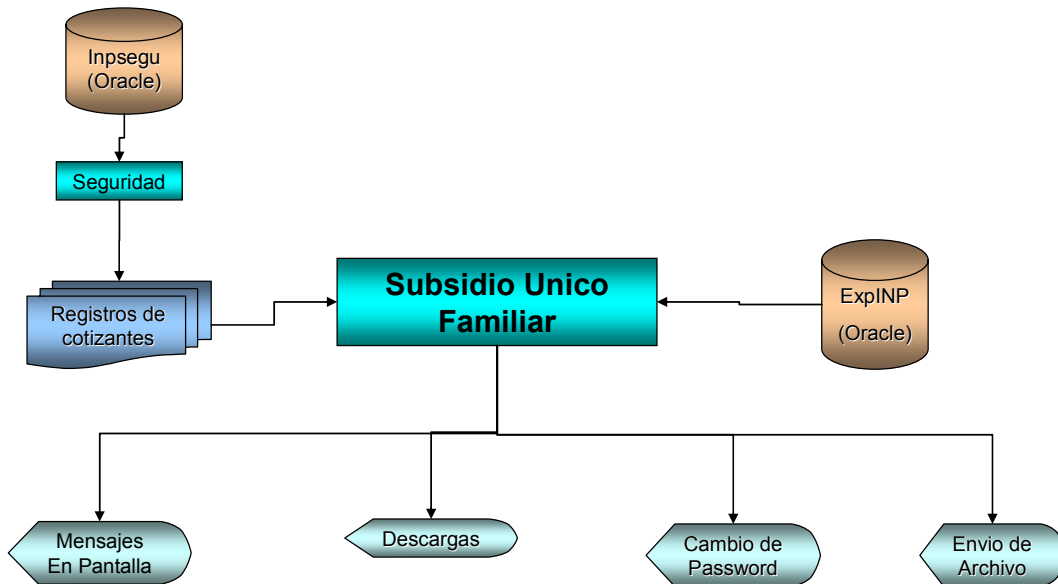 Inpsegu
(Oracle)
Seguridad
Registros de
cotizantes
Subsidio Unico
Familiar
ExpINP
(Oracle)
Mensajes
En Pantalla
Descargas
Cambio de
Password
Envio de
Archivo